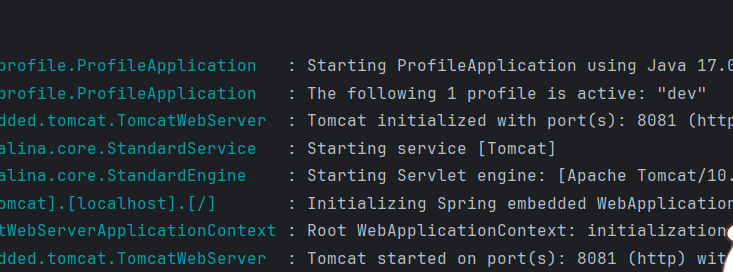 profile.ProfileApplication : Starting ProfileApplication using Java 17.0
profile.ProfileApplication : The following 1 profile is active: "dev"
dded.tomcat.TomcatWebServer : Tomcat initialized with port(s): 8081 (http
alina.core.StandardService : Starting service [Tomcat]
alina.core.StandardEngine : Starting Servlet engine: [Apache Tomcat/10.
omcat].[localhost].[/] : Initializing Spring embedded WebApplication
tWebServerApplicationContext : Root WebApplicationContext: initialization
dded.tomcat.TomcatWebServer : Tomcat started on port(s): 8081 (http) wit